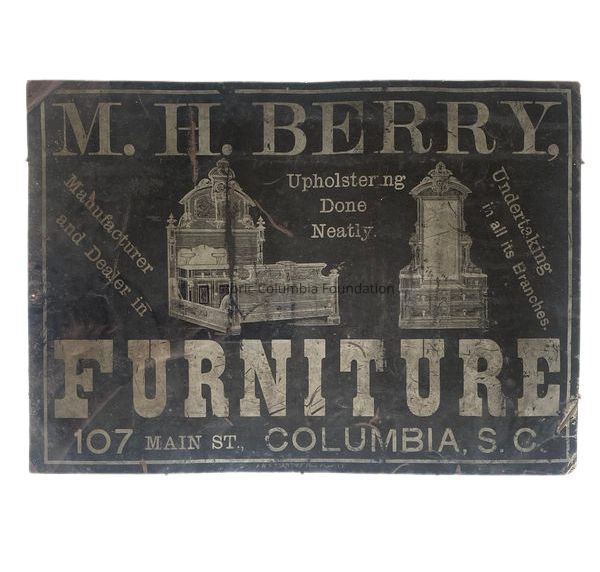 M. H. BERRY,
Manufacturer
and Dealer in
Upholstering
Done
Neatly.
Undertaking
in all its Branches.
Historic Columbia Foundation
FURNITURE
107 MAIN ST., COLUMBIA, S. C.